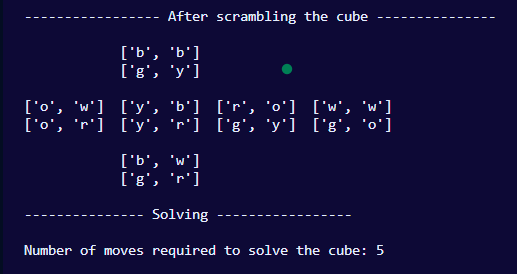 ----------------- After scrambling the cube ---------------
['b', 'b']
['g', 'y']
['o', 'w'] ['y', 'b'] ['r', 'o'] ['w', 'w']
['o', 'r'] ['y', 'r'] ['g', 'y'] ['g', 'o']
['b', 'w']
['g', 'r']
--------------- Solving -----------------
Number of moves required to solve the cube: 5